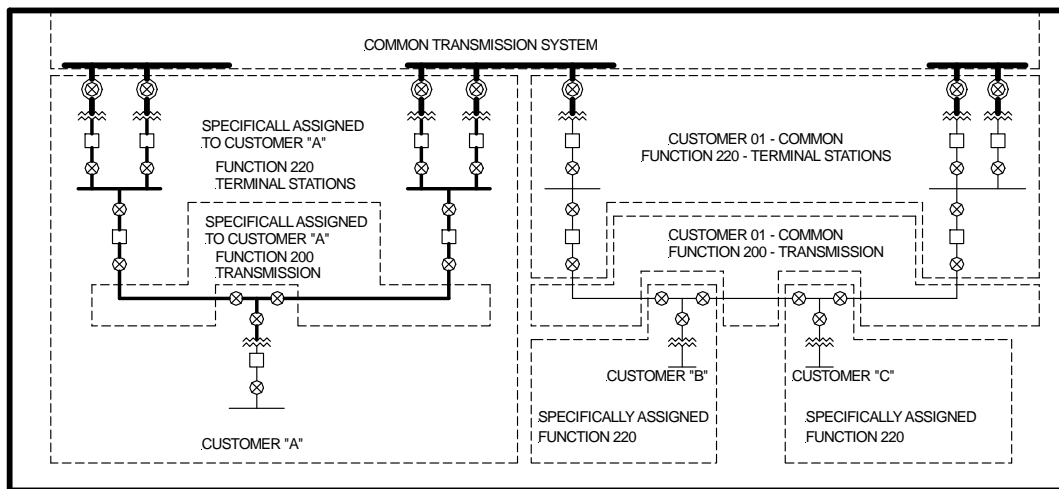 COMMON TRANSMISSION SYSTEM
SPECIFICALL ASSIGNED
TO CUSTOMER "A"
FUNCTION 220
TERMINAL STATIONS
SPECIFICALLY ASSIGNED
TO CUSTOMER "A"
FUNCTION 200
TRANSMISSION
CUSTOMER "A"
CUSTOMER 01 - COMMON
FUNCTION 220 - TERMINAL STATIONS
CUSTOMER 01 - COMMON
FUNCTION 200 - TRANSMISSION
CUSTOMER "B"
SPECIFICALLY ASSIGNED
FUNCTION 220
CUSTOMER "C"
SPECIFICALLY ASSIGNED
FUNCTION 220